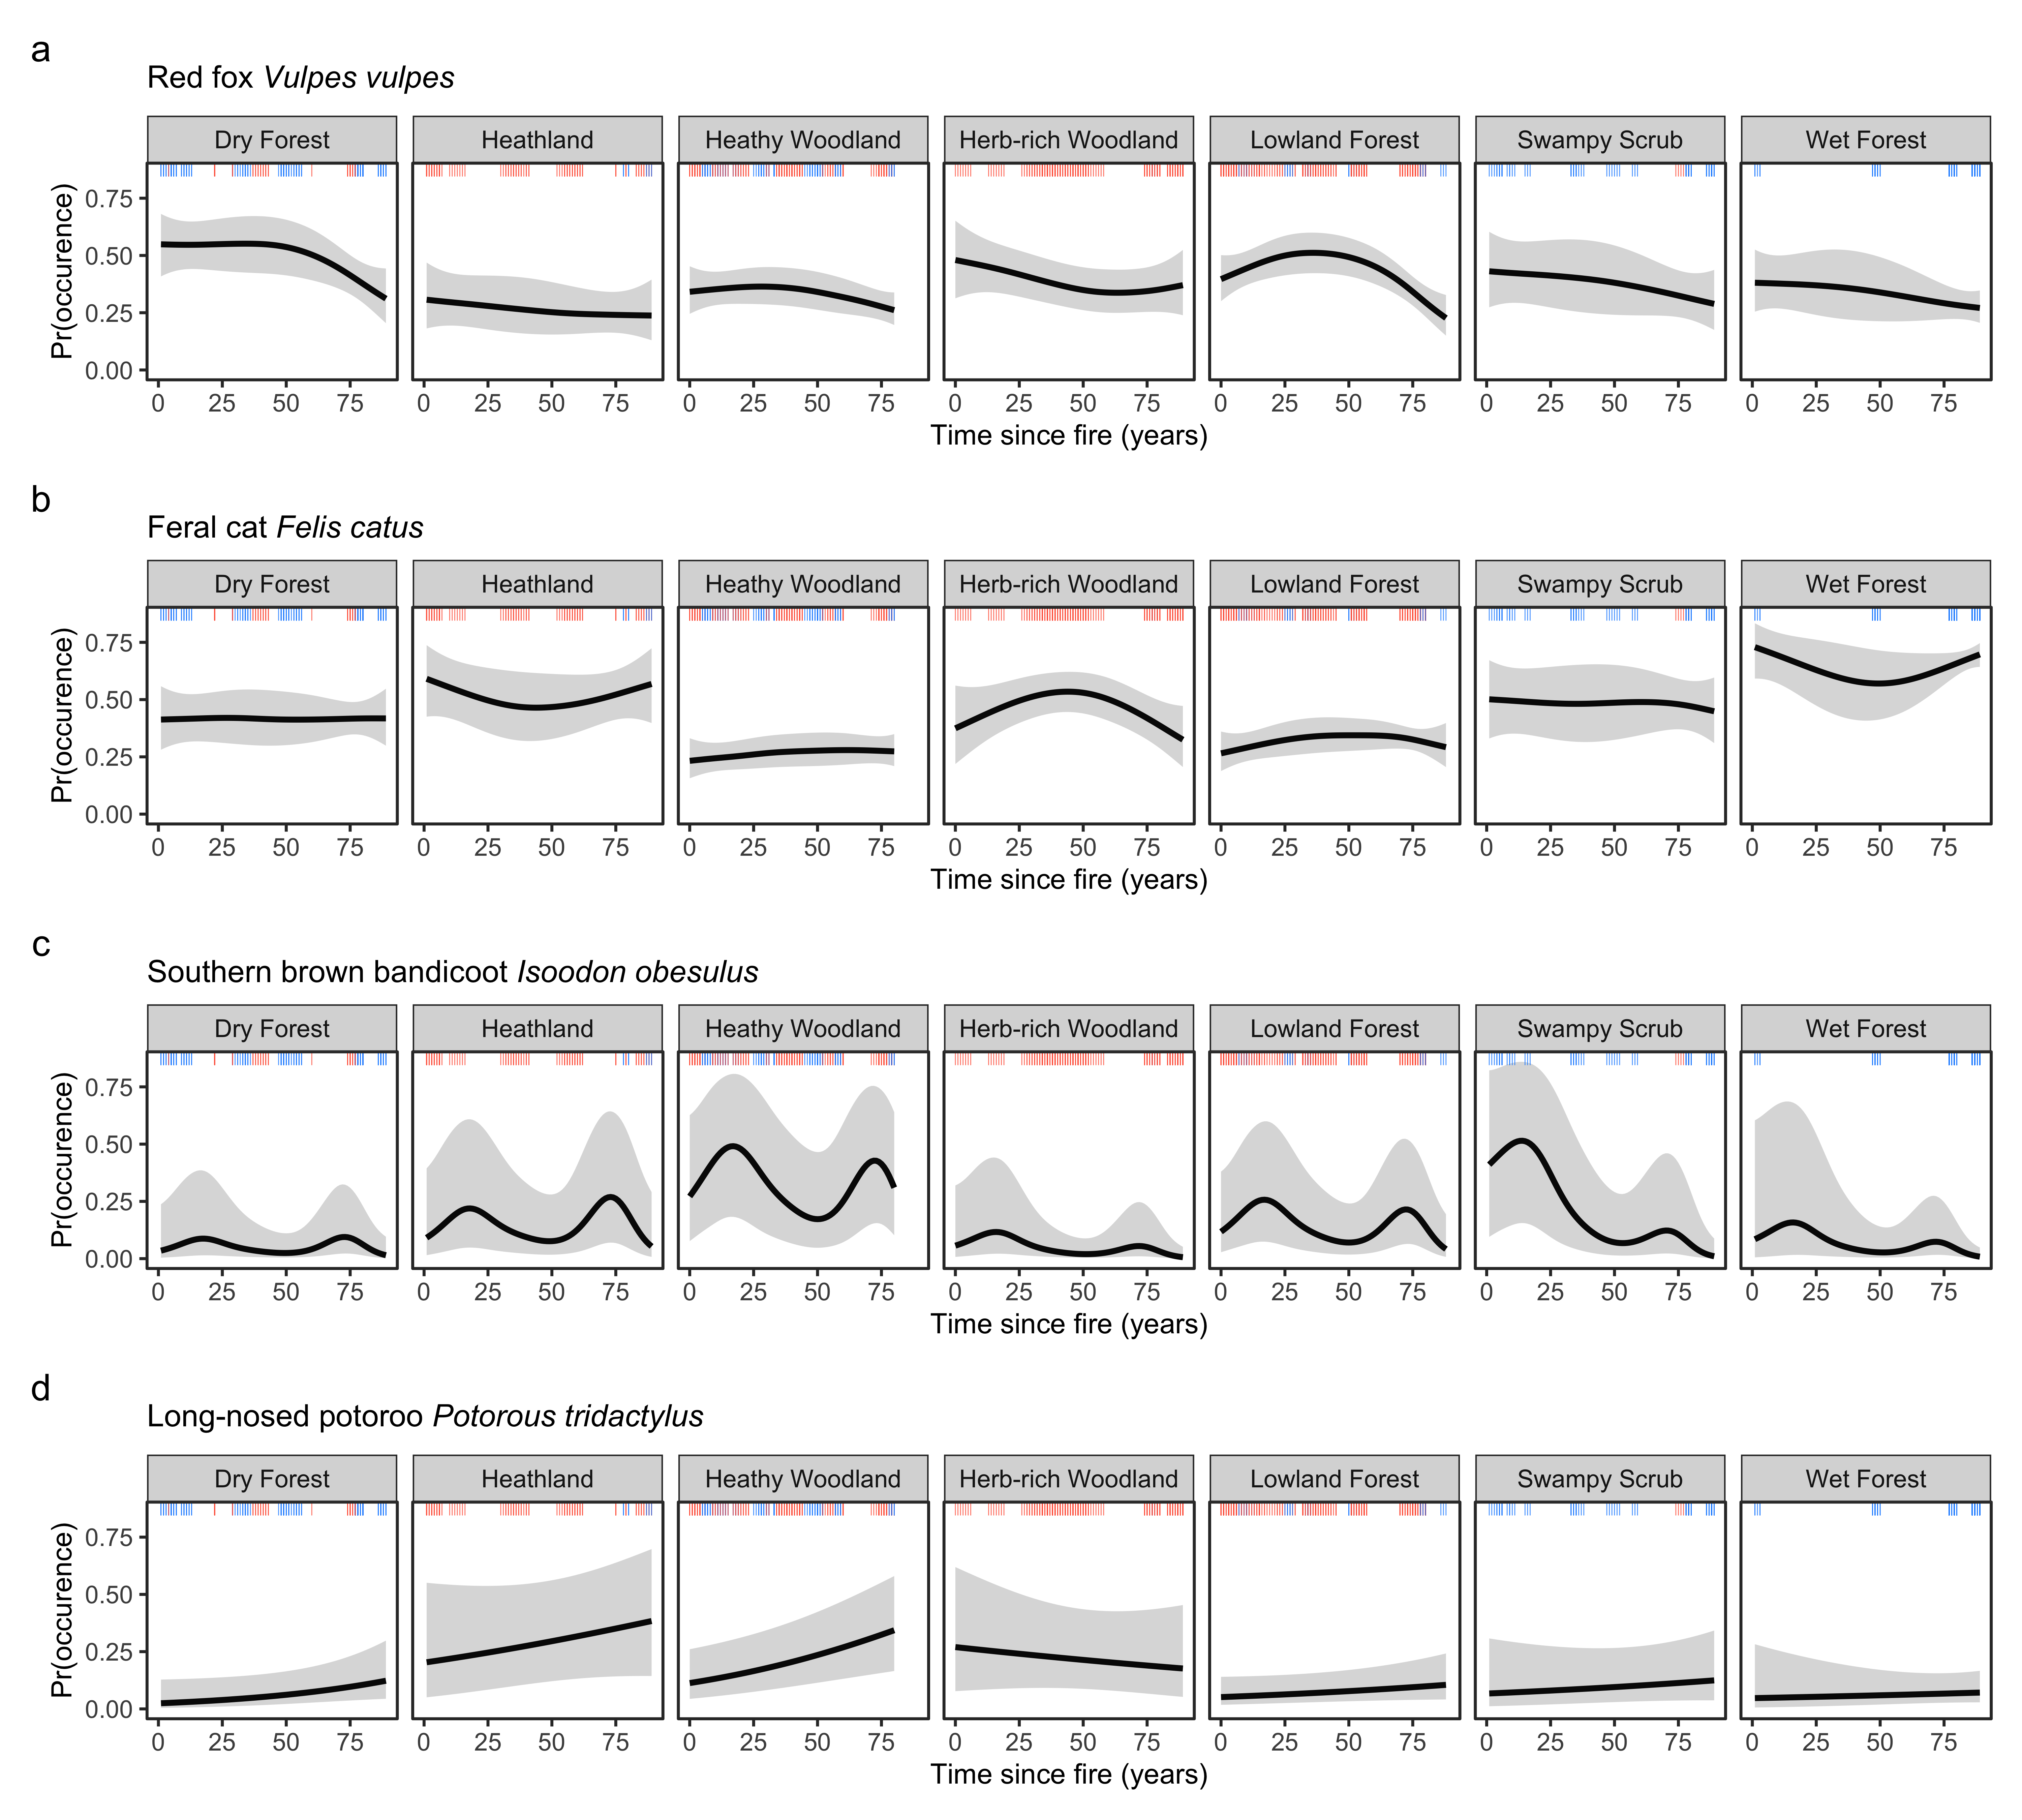 a
Red fox Vulpes vulpes
Dry Forest Heathland Heathy Woodland Herb-rich Woodland Lowland Forest Swampy Scrub Wet Forest
Pr(occurence)
0.75
0.50
0.25
0.00
0 25 50 75 0 25 50 75 0 25 50 75 0 25 50 75 0 25 50 75 0 25 50 75 0 25 50 75
Time since fire (years)
b
Feral cat Felis catus
Dry Forest Heathland Heathy Woodland Herb-rich Woodland Lowland Forest Swampy Scrub Wet Forest
Pr(occurence)
0.75
0.50
0.25
0.00
0 25 50 75 0 25 50 75 0 25 50 75 0 25 50 75 0 25 50 75 0 25 50 75 0 25 50 75
Time since fire (years)
c
Southern brown bandicoot Isoodon obesulus
Dry Forest Heathland Heathy Woodland Herb-rich Woodland Lowland Forest Swampy Scrub Wet Forest
Pr(occurence)
0.75
0.50
0.25
0.00
0 25 50 75 0 25 50 75 0 25 50 75 0 25 50 75 0 25 50 75 0 25 50 75 0 25 50 75
Time since fire (years)
d
Long-nosed potoroo Potorous tridactylus
Dry Forest Heathland Heathy Woodland Herb-rich Woodland Lowland Forest Swampy Scrub Wet Forest
Pr(occurence)
0.75
0.50
0.25
0.00
0 25 50 75 0 25 50 75 0 25 50 75 0 25 50 75 0 25 50 75 0 25 50 75 0 25 50 75
Time since fire (years)